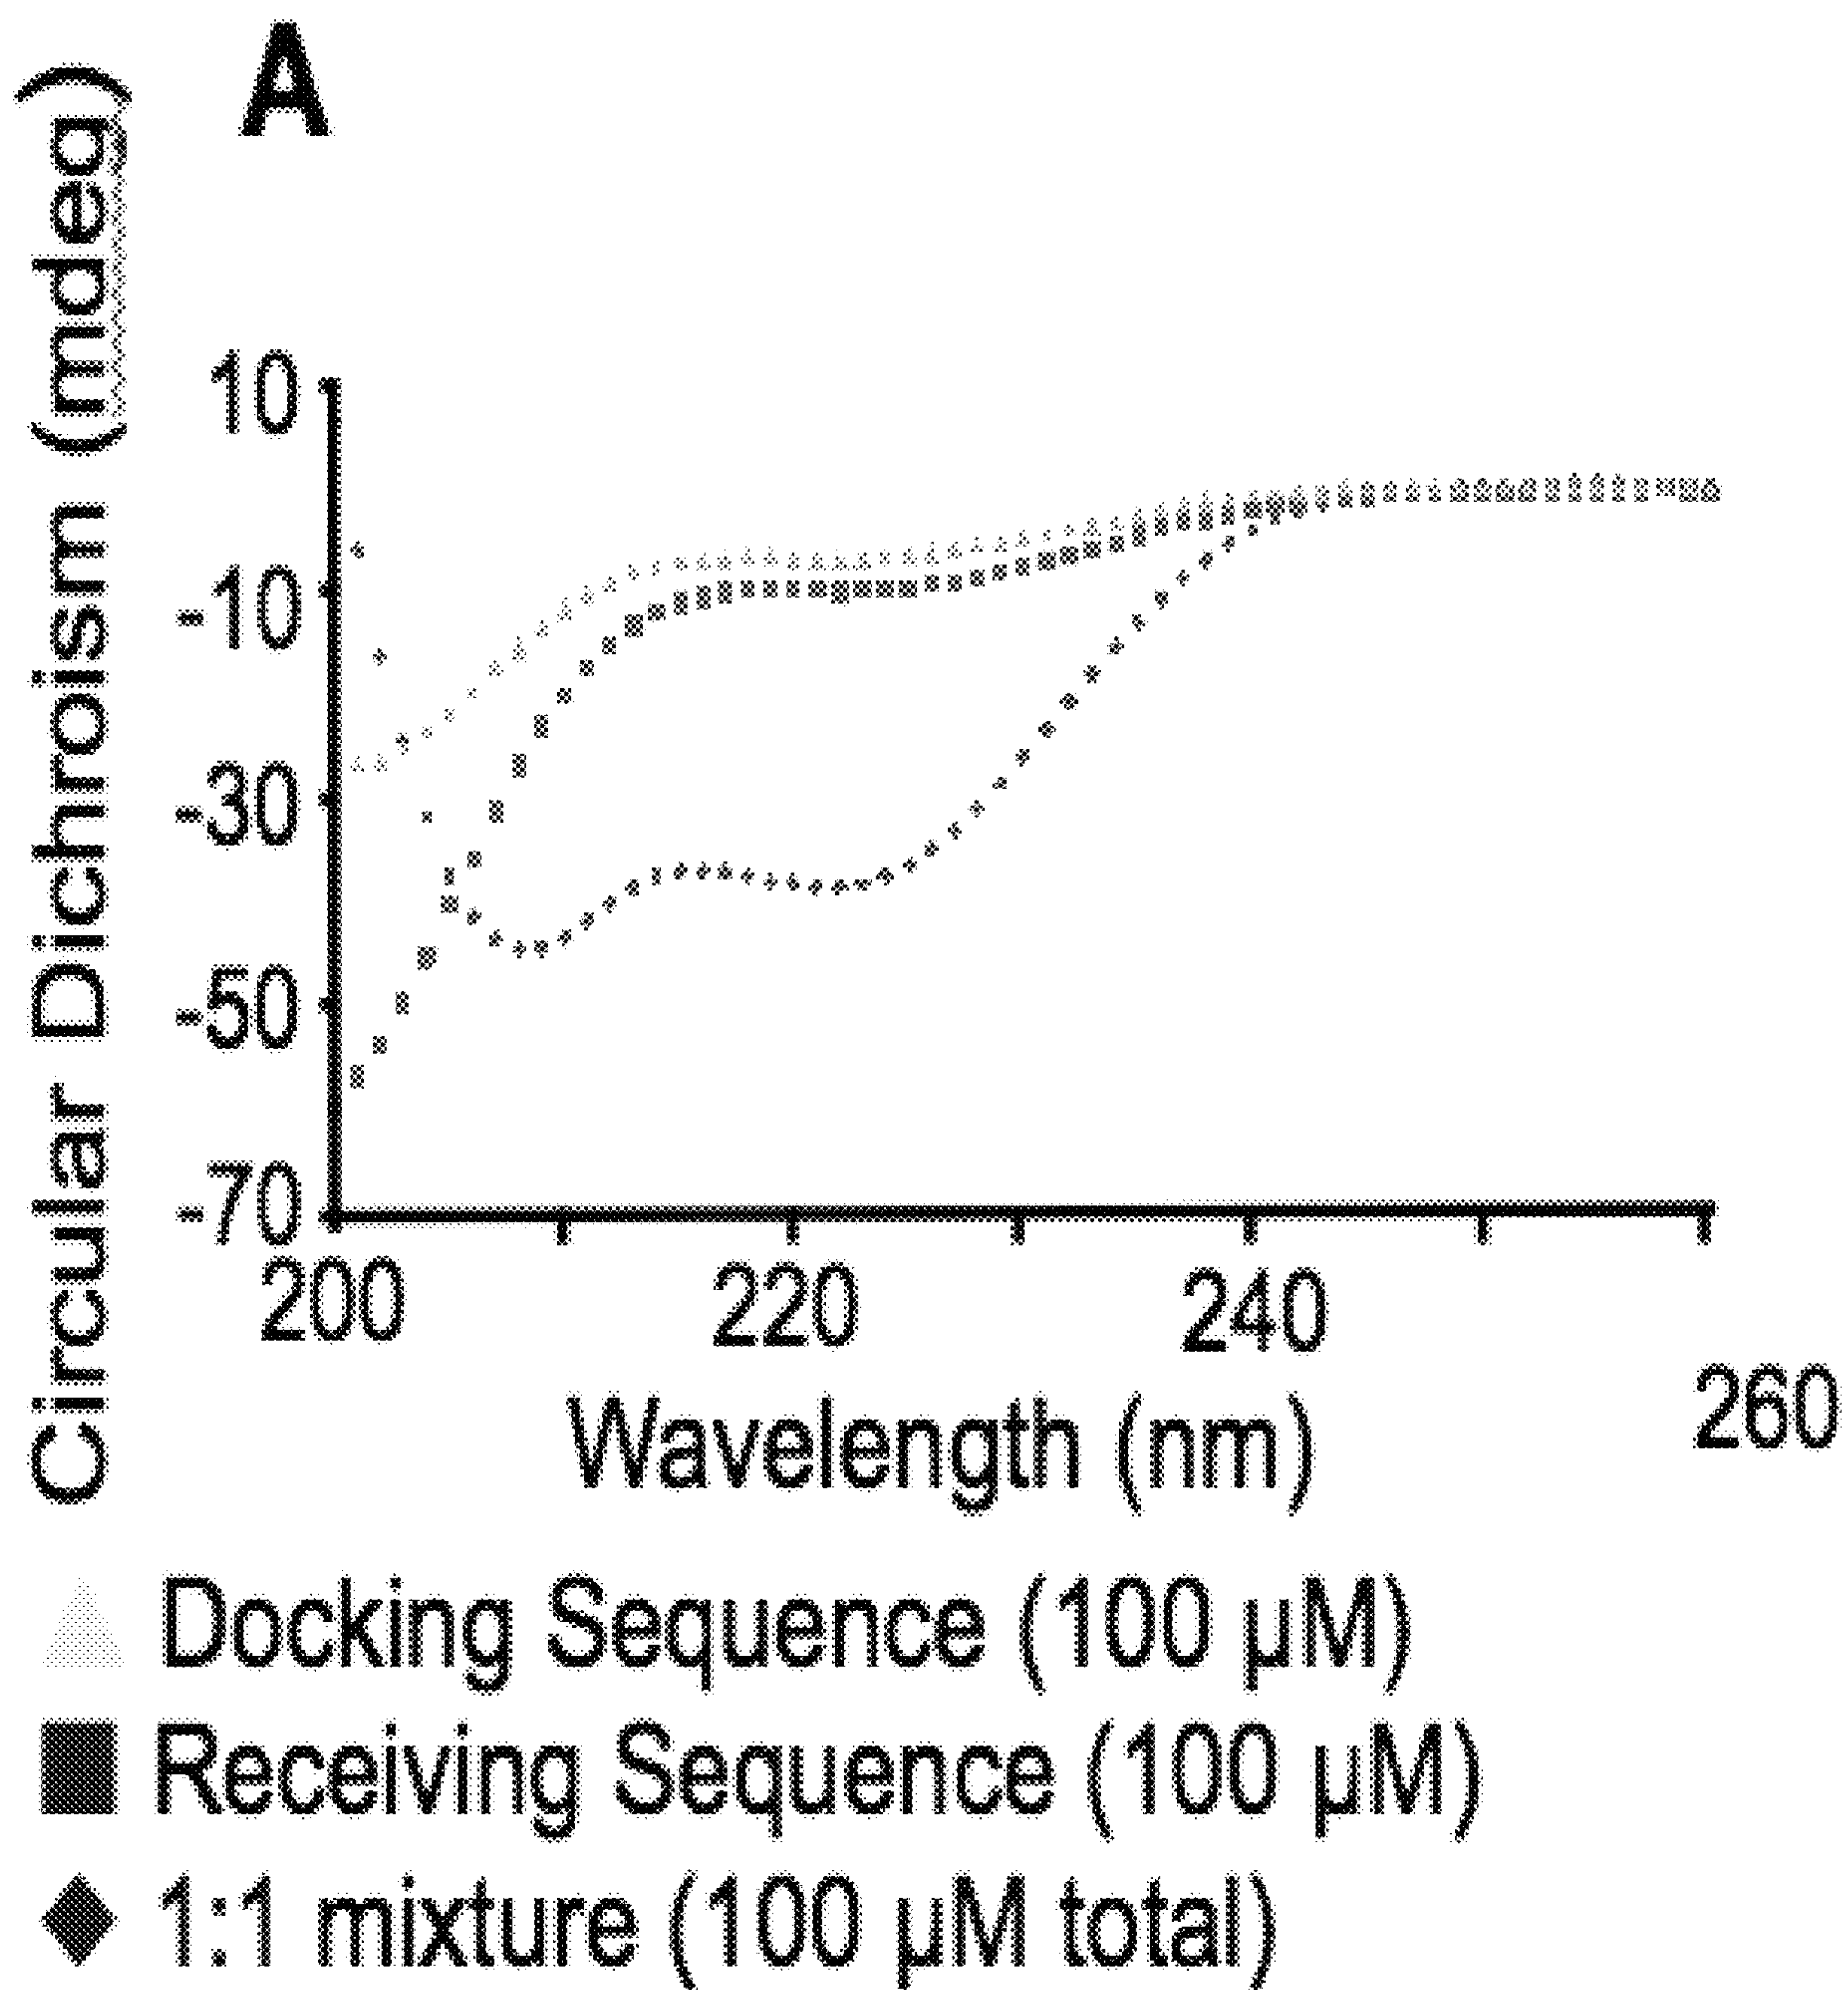 A
Circular Dichroism (mdeg)
10
-10
-30
-50
-70
200
220
240
260
Wavelength (nm)
Docking Sequence (100 µM)
Receiving Sequence (100 µM)
1:1 mixture (100 µM total)